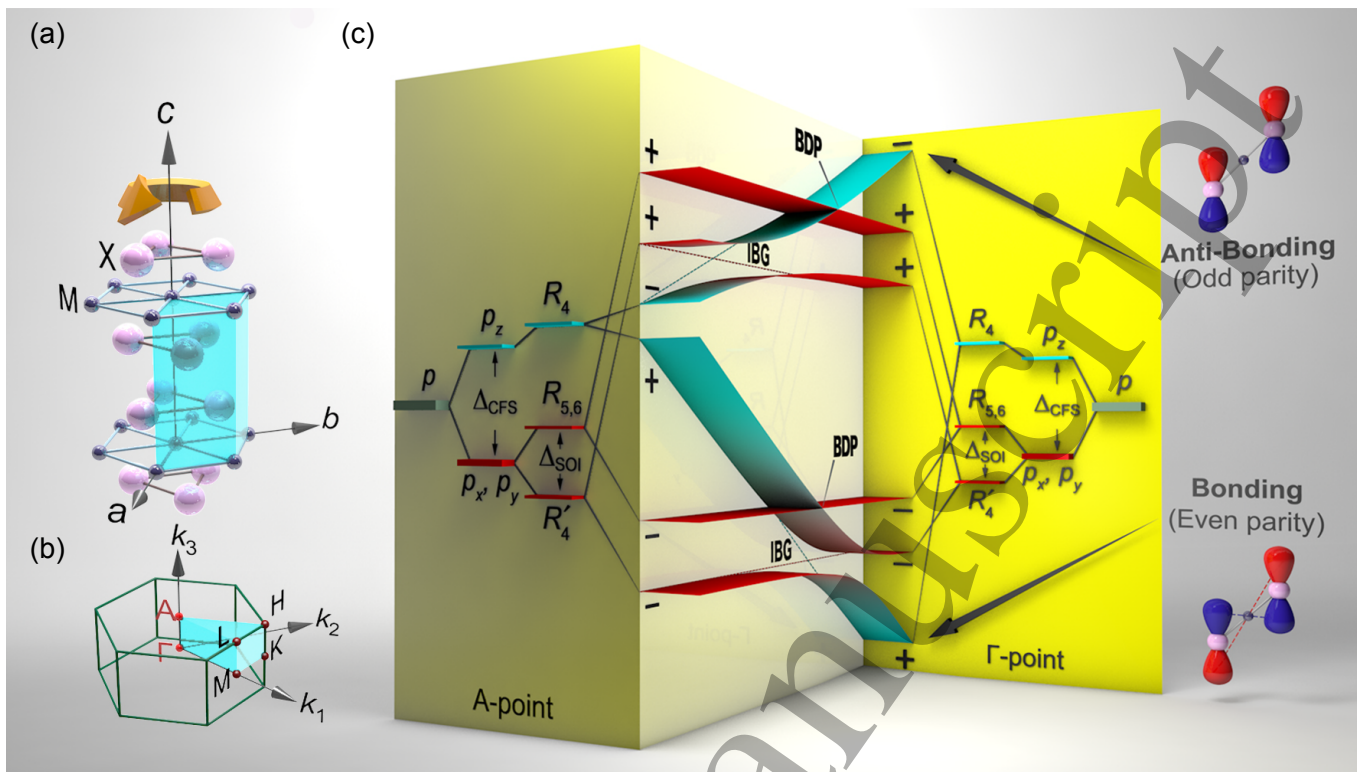 (a)
c
X
M
b
a
(b)
k3
A
H
L
k2
Γ
K
M
k1
(c)
BDP
+
−
+
+
IBG
+
−
+
R4
pz
p
ΔCFS
R5,6
ΔSOI
px, py
R′4
BDP
−
−
IBG
−
−
+
A-point
R4
pz
R5,6
ΔCFS
p
ΔSOI
px, py
R′4
Γ-point
Anti-Bonding
(Odd parity)
Bonding
(Even parity)
nuscript